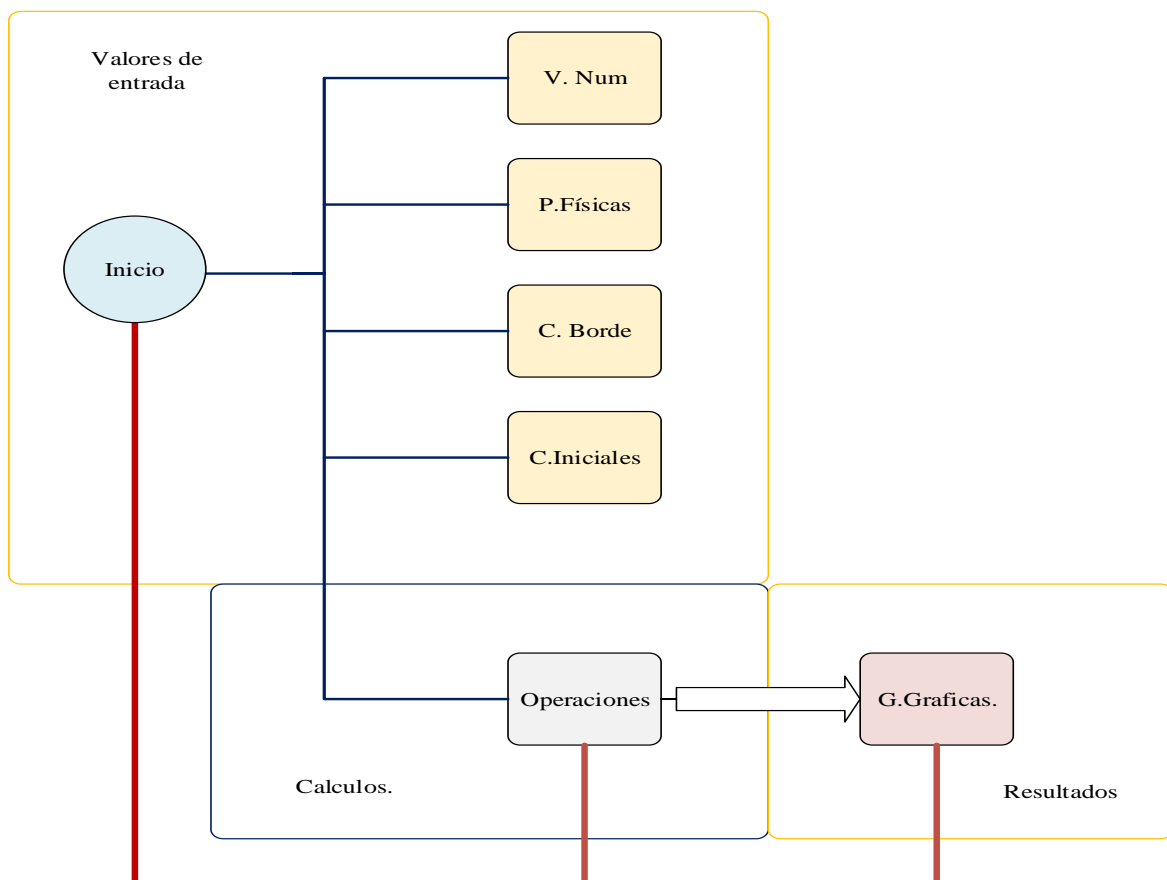 Valores de
entrada
V. Num
P.Físicas
Inicio
C. Borde
C.Iniciales
Operaciones
G.Graficas.
Calculos.
Resultados